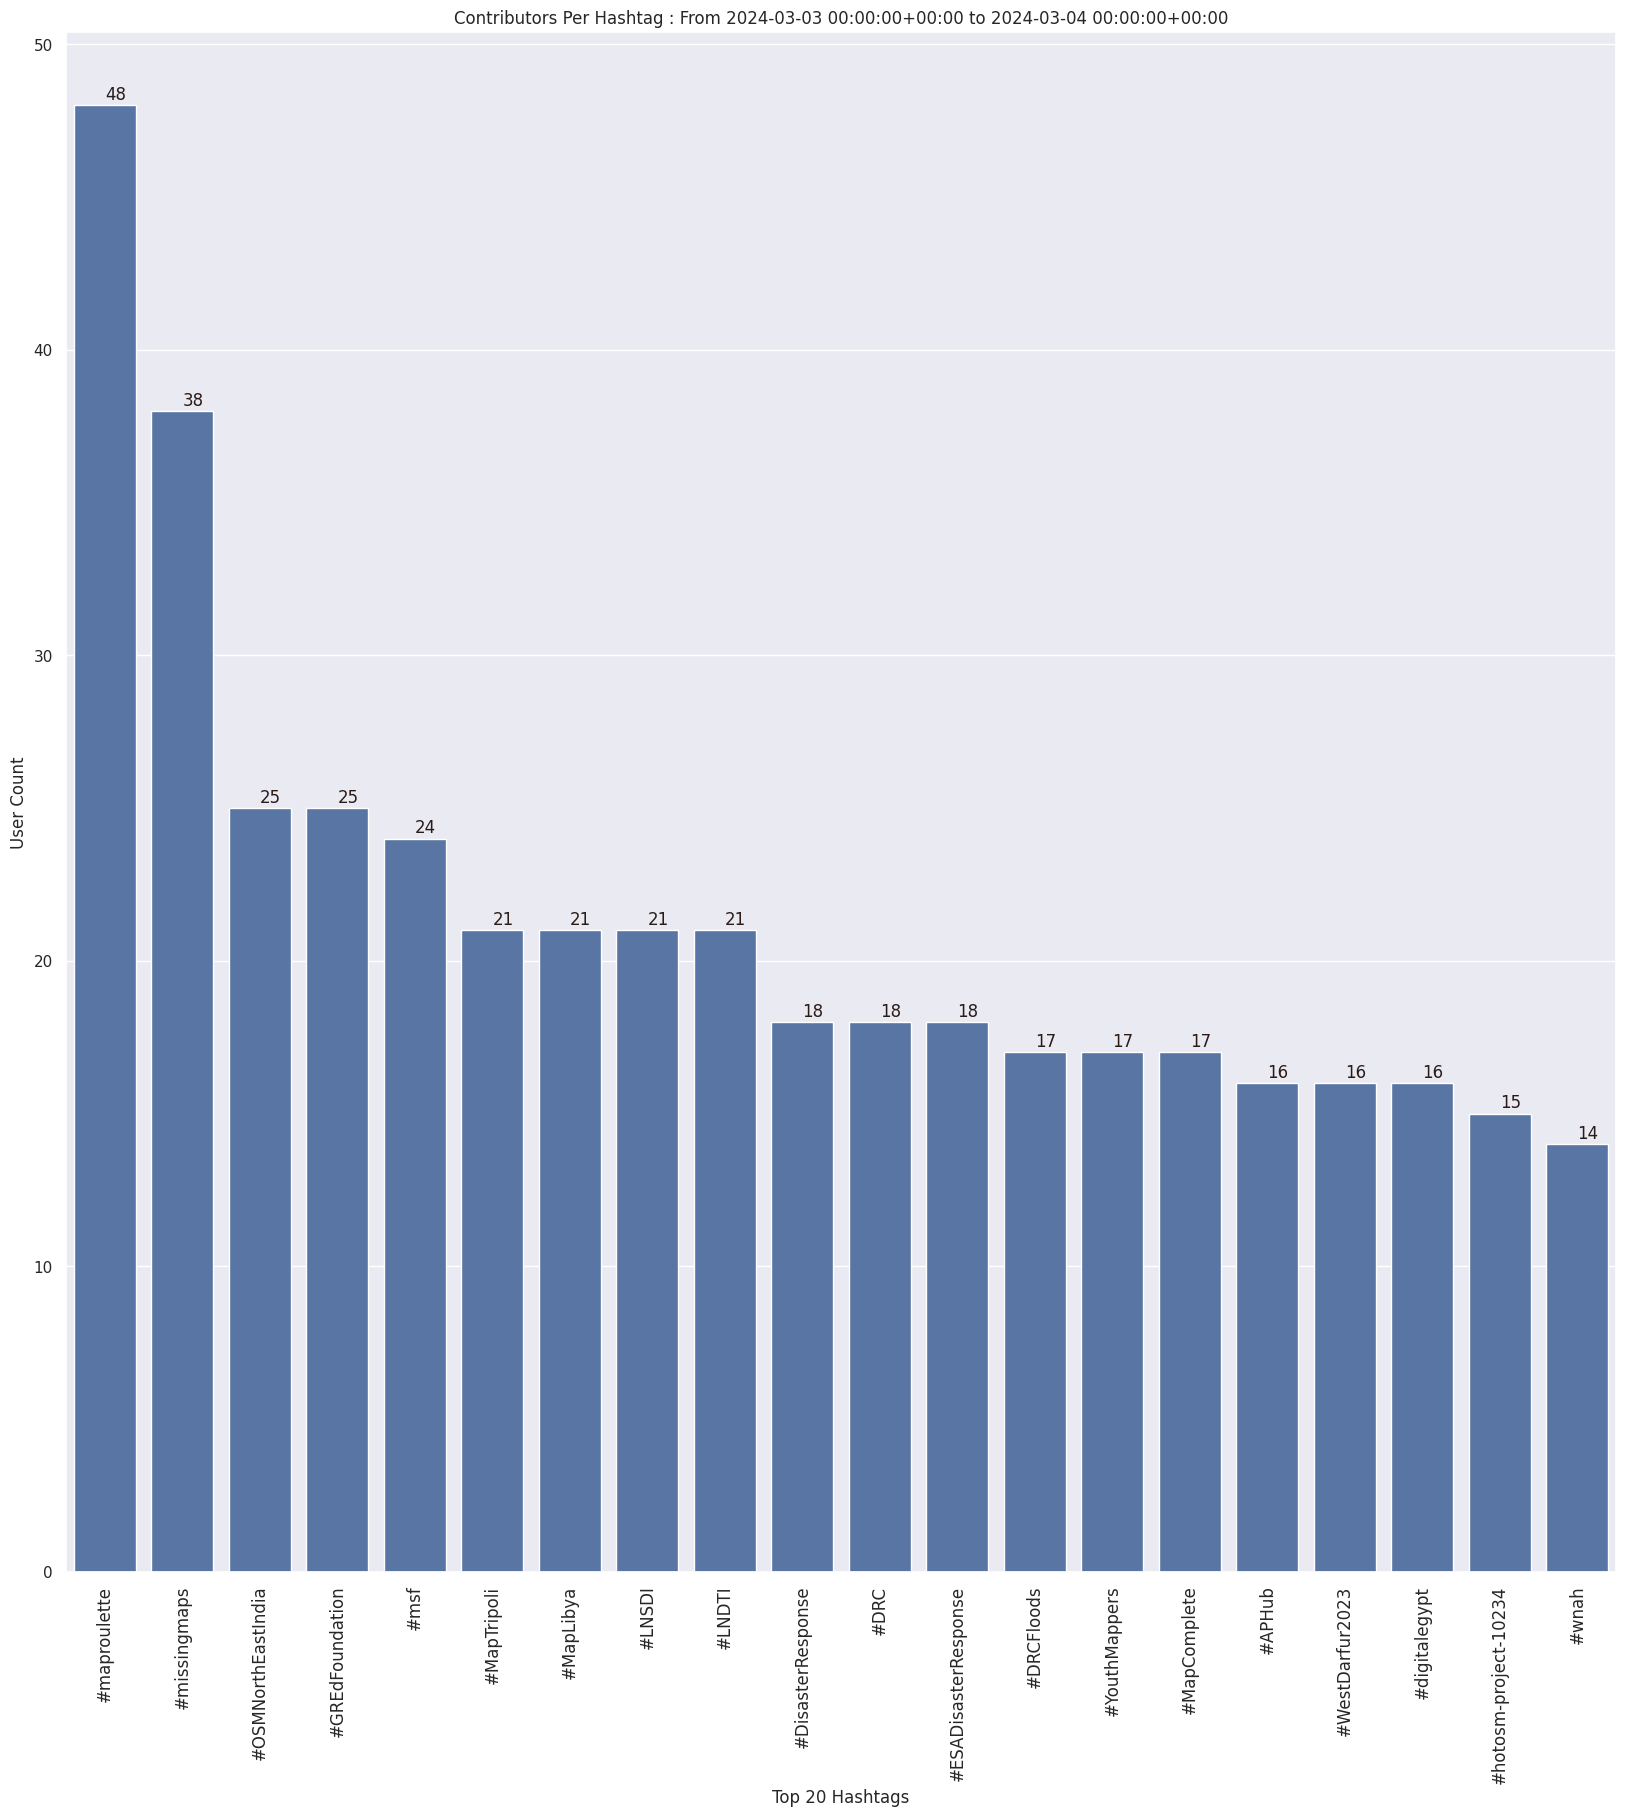 Contributors Per Hashtag : From 2024-03-03 00:00:00+00:00 to 2024-03-04 00:00:00+00:00
50
40
30
20
10
0
User Count
48
38
25
25
24
21
21
21
21
18
18
18
17
17
17
16
16
16
15
14
#maproulette
#missingmaps
#OSMNorthEastIndia
#GREdFoundation
#msf
#MapTripoli
#MapLibya
#LNSDI
#LNDTI
#DisasterResponse
#DRC
#ESADisasterResponse
#DRCFloods
#YouthMappers
#MapComplete
#APHub
#WestDarfur2023
#digitalegypt
#hotosm-project-10234
#wnah
Top 20 Hashtags